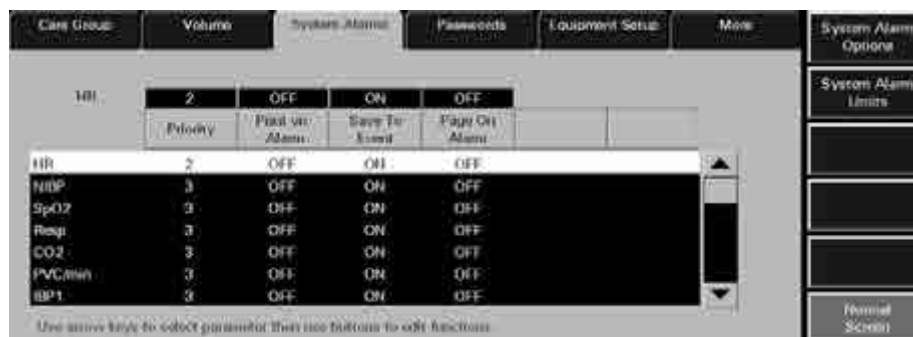 Care Group Volume System Alarms Passwords Equipment Setup More
System Alarm Options
System Alarm Limits
HR 2 OFF ON OFF
Priority Print on Alarm Save To Event Page On Alarm
HR 2 OFF ON OFF
NIBP 3 OFF ON OFF
SpO2 3 OFF ON OFF
Resp 3 OFF ON OFF
CO2 3 OFF ON OFF
PVC/min 3 OFF ON OFF
IBP1 3 OFF ON OFF
Use arrow keys to select parameter then use buttons to edit functions.
Normal Screen